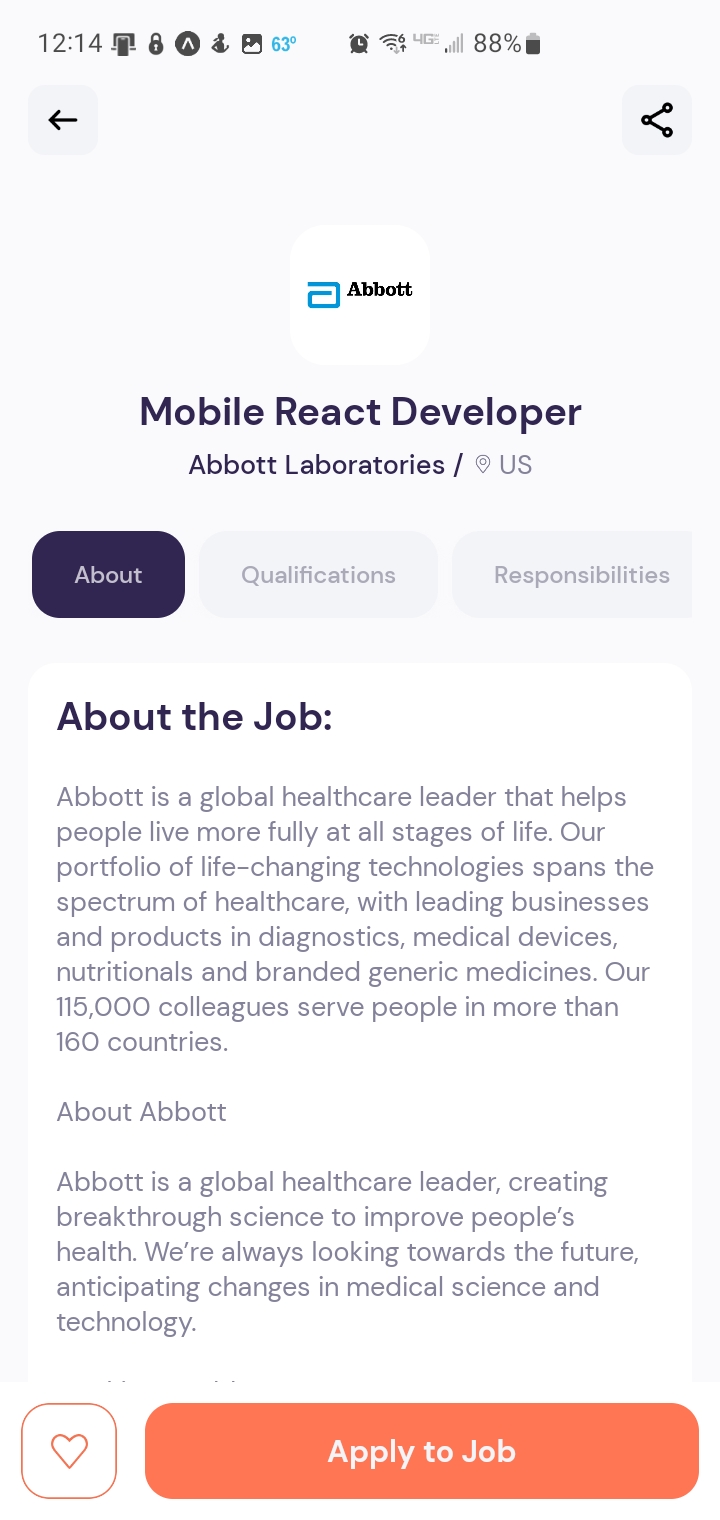 12:14 63° 4G 88%
Abbott
Mobile React Developer
Abbott Laboratories / US
About Qualifications Responsibilities
About the Job:
Abbott is a global healthcare leader that helps
people live more fully at all stages of life. Our
portfolio of life-changing technologies spans the
spectrum of healthcare, with leading businesses
and products in diagnostics, medical devices,
nutritionals and branded generic medicines. Our
115,000 colleagues serve people in more than
160 countries.
About Abbott
Abbott is a global healthcare leader, creating
breakthrough science to improve people’s
health. We’re always looking towards the future,
anticipating changes in medical science and
technology.
Apply to Job